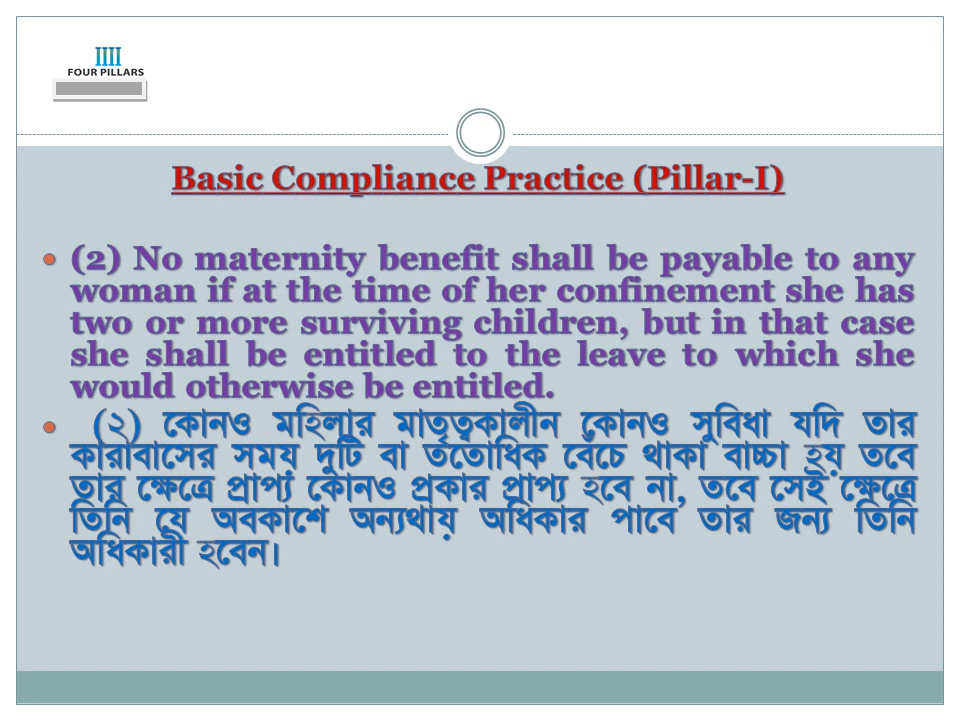 IIII
FOUR PILLARS
Basic Compliance Practice (Pillar-I)
(2) No maternity benefit shall be payable to any
woman if at the time of her confinement she has
two or more surviving children, but in that case
she shall be entitled to the leave to which she
would otherwise be entitled.
(২) কোনও মহিলার মাতৃত্বকালীন কোনও সুবিধা যদি তার
কারাবাসের সময় দুটি বা ততোধিক বেঁচে থাকা বাচ্চা হয় তবে
তার ক্ষেত্রে প্রাপ্য কোনও প্রকার প্রাপ্য হবে না, তবে সেই ক্ষেত্রে
তিনি যে অবকাশে অন্যথায় অধিকার পাবে তার জন্য তিনি
অধিকারী হবেন।